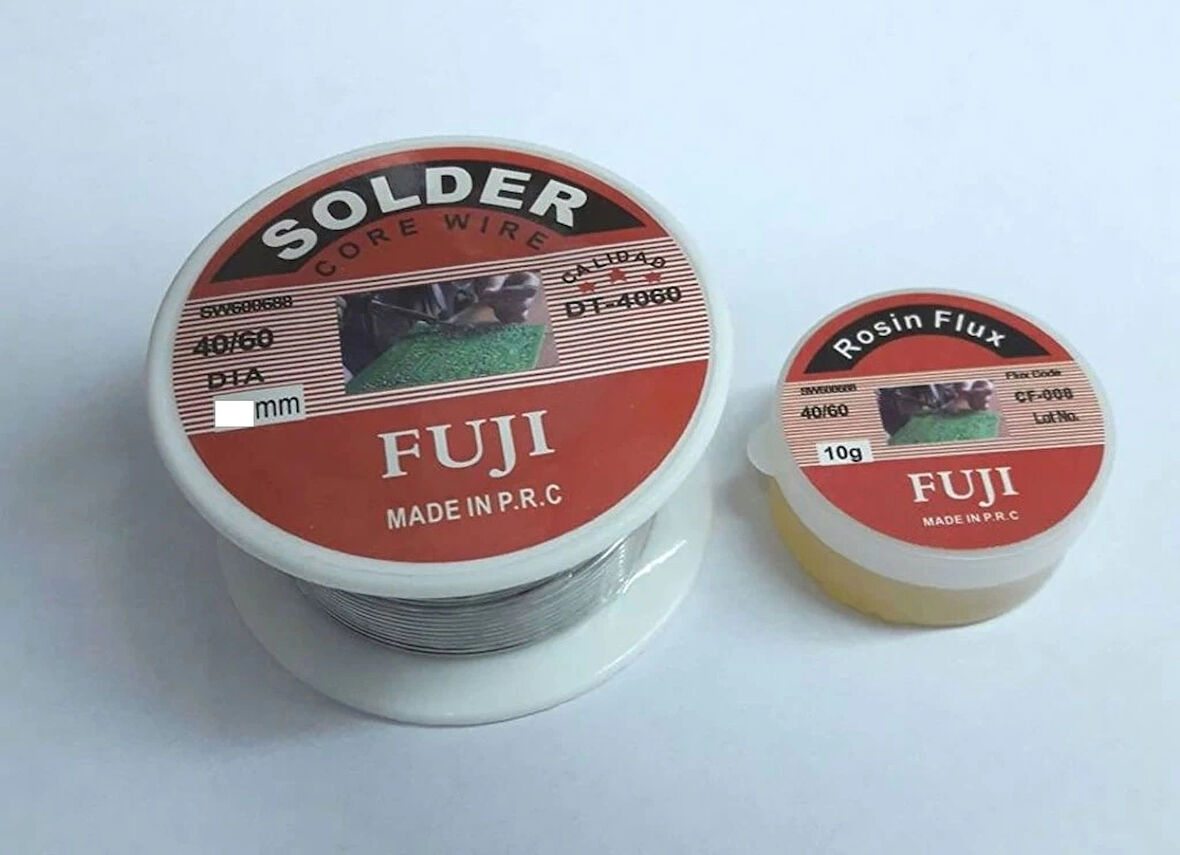 SOLDER
CORE WIRE
CALIDAD
SW600688
DT-4060
40/60
DIA
mm
FUJI
MADE IN P.R.C
Rosin Flux
SW600688
Flux Code
40/60
CF-008
Lot No.
10g
FUJI
MADE IN P.R.C